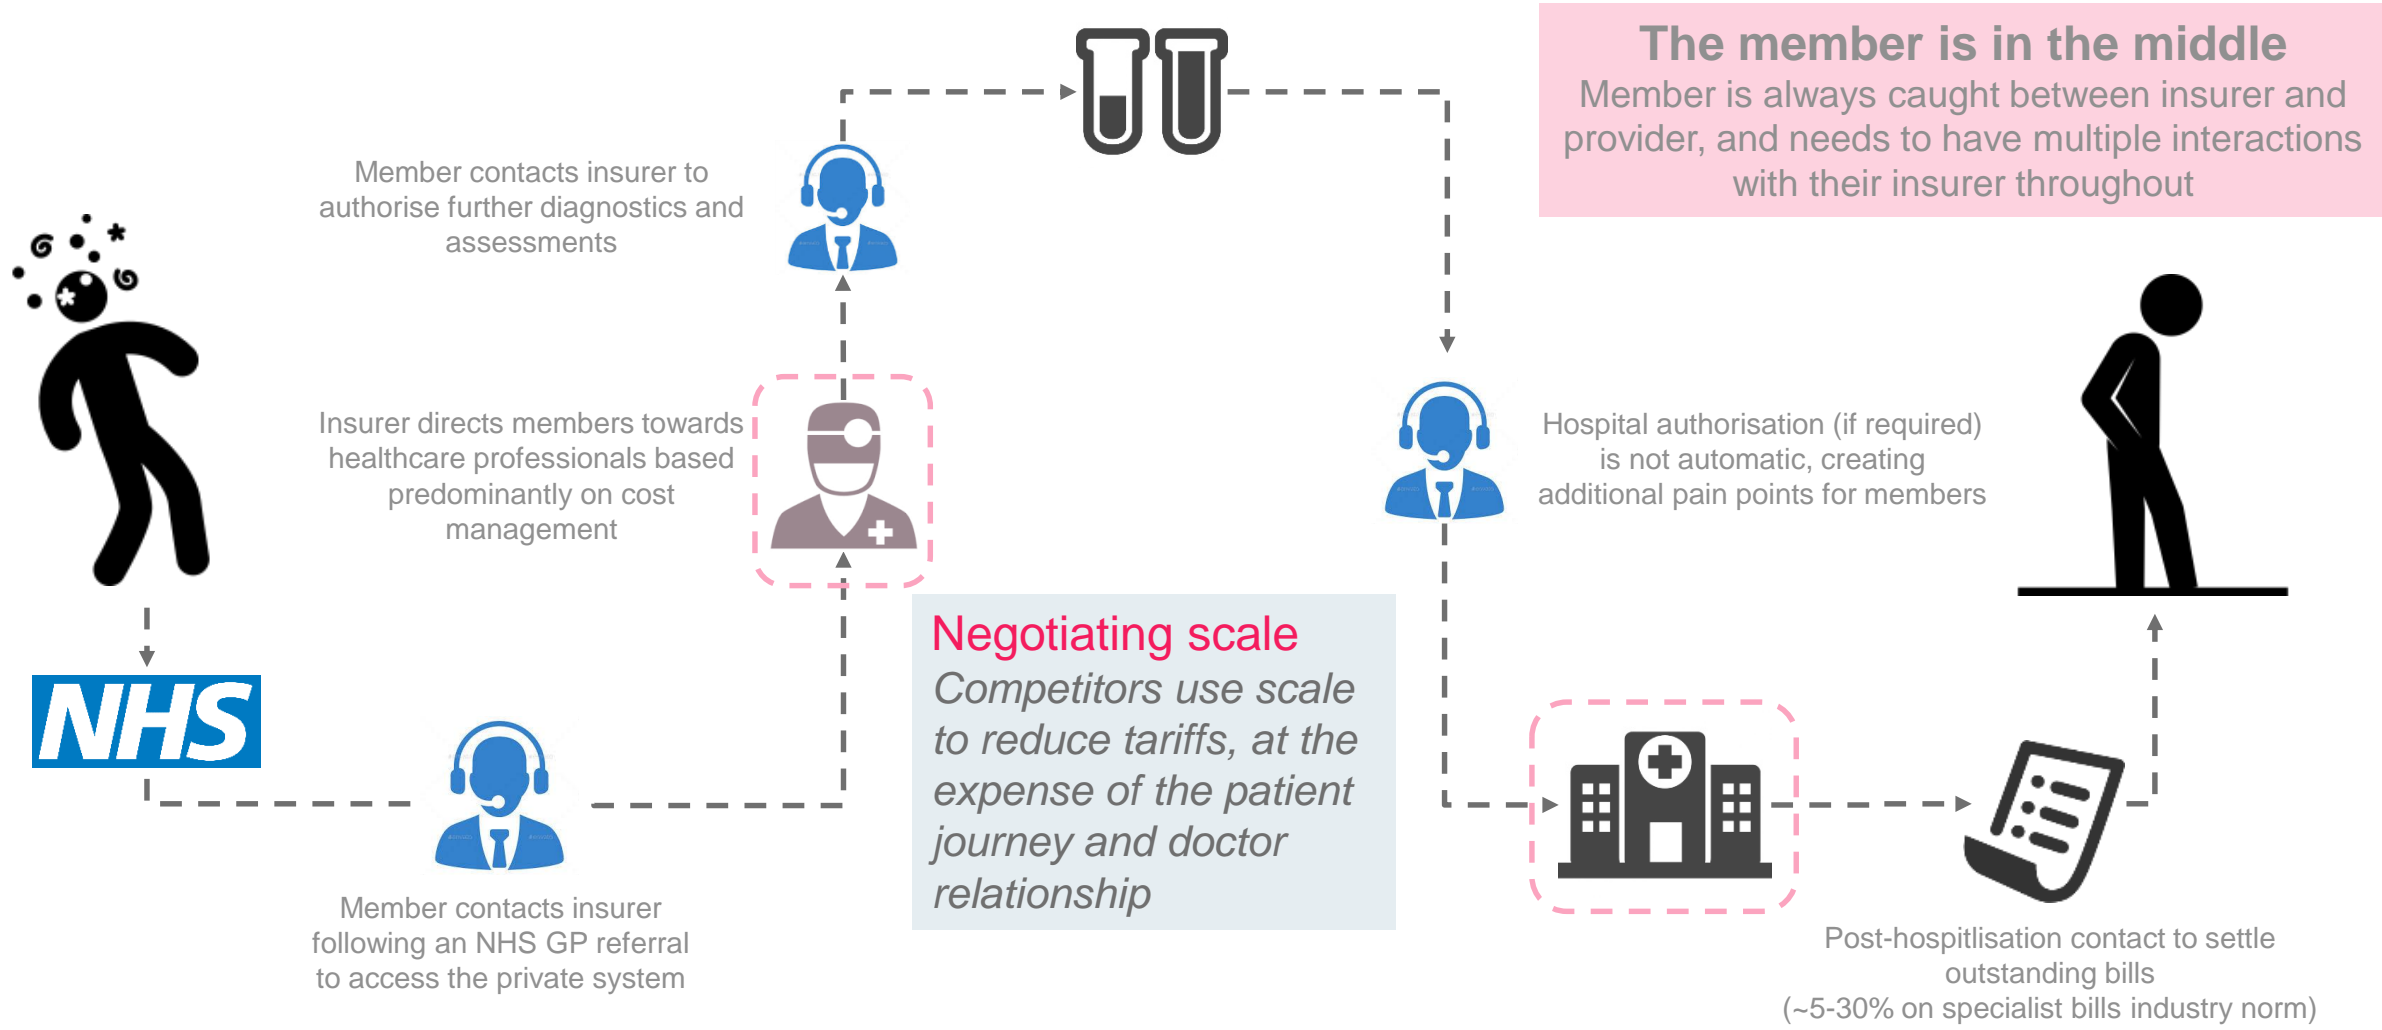 The member is in the middle
Member is always caught between insurer and
provider, and needs to have multiple interactions
with their insurer throughout
Member contacts insurer to
authorise further diagnostics and
assessments
Insurer directs members towards
healthcare professionals based
predominantly on cost
management
Hospital authorisation (if required)
is not automatic, creating
additional pain points for members
NHS
Negotiating scale
Competitors use scale
to reduce tariffs, at the
expense of the patient
journey and doctor
relationship
Member contacts insurer
following an NHS GP referral
to access the private system
Post-hospitlisation contact to settle
outstanding bills
(~5-30% on specialist bills industry norm)